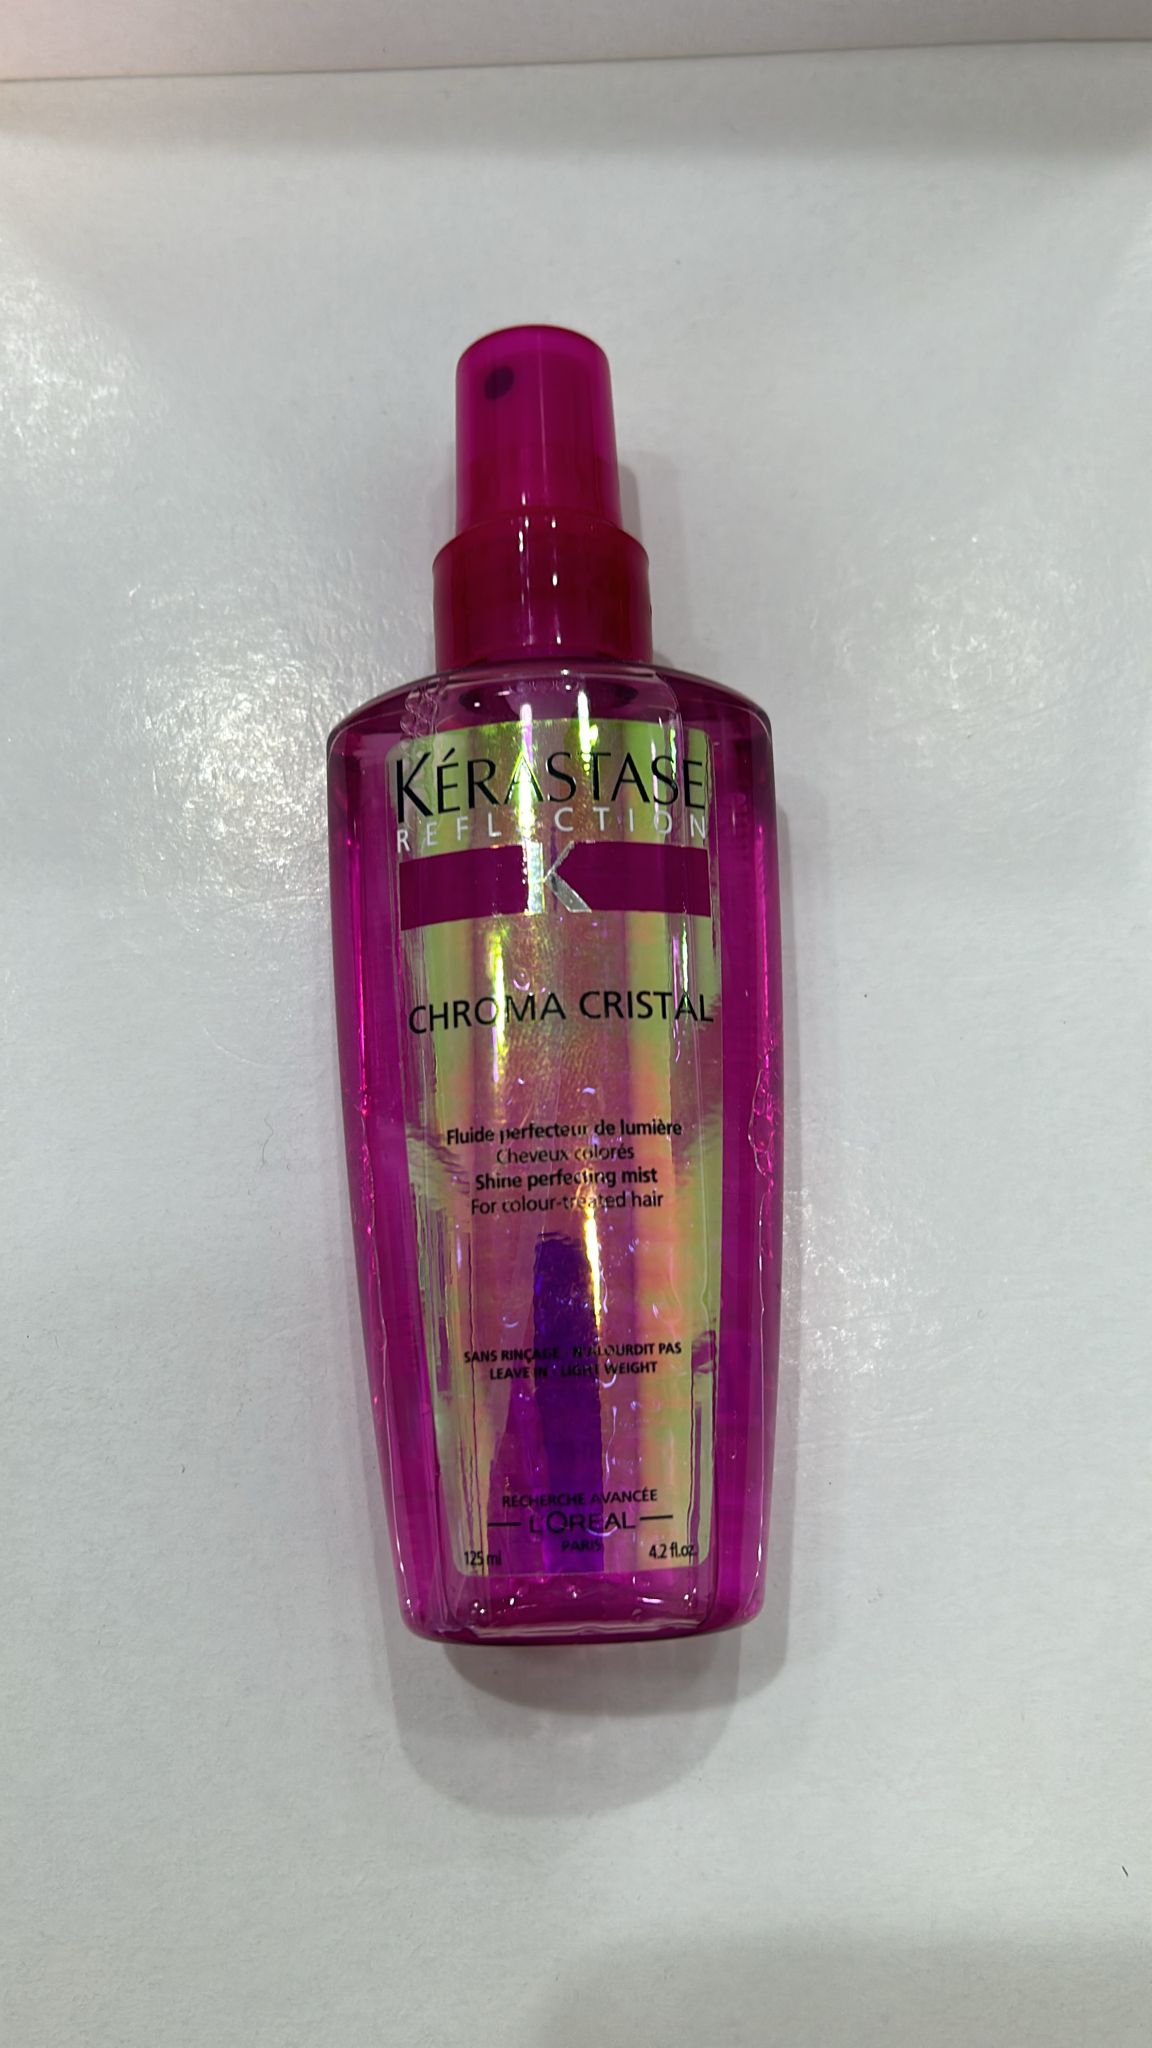 KÉRASTASE
REFLECTION
K
CHROMA CRISTAL
Fluide perfecteur de lumière
Cheveux colorés
Shine perfecting mist
For colour-treated hair
SANS RINÇAGE · N'ALOURDIT PAS
LEAVE IN · LIGHT WEIGHT
RECHERCHE AVANCÉE
L'ORÉAL
PARIS
125 ml 4.2 fl.oz.